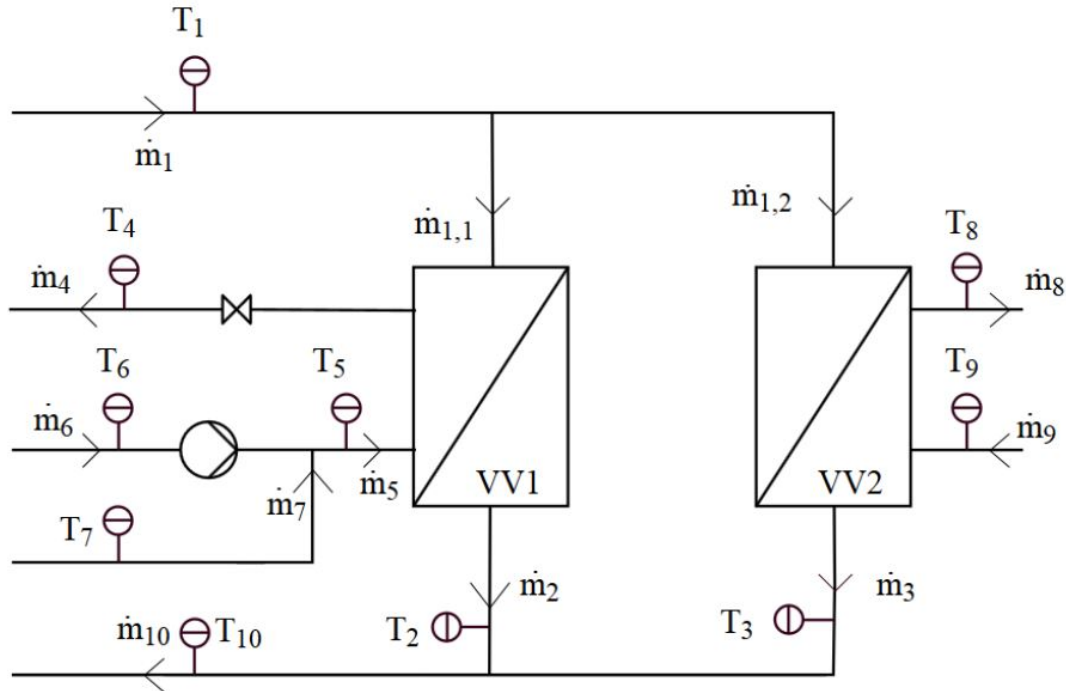 T₁
ṁ₁
ṁ₁,₁
ṁ₁,₂
T₄
T₈
ṁ₄
ṁ₈
T₆
T₅
T₉
ṁ₆
ṁ₉
ṁ₅
VV1
VV2
ṁ₇
T₇
ṁ₂
ṁ₃
ṁ₁₀
T₁₀
T₂
T₃